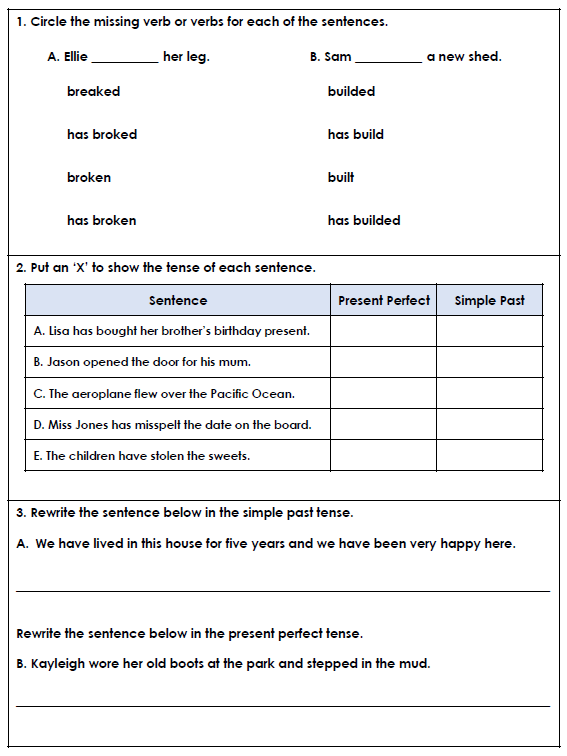 1. Circle the missing verb or verbs for each of the sentences.
A. Ellie __________ her leg. B. Sam __________ a new shed.
breaked builded
has broked has build
broken built
has broken has builded
2. Put an ‘X’ to show the tense of each sentence.
Sentence Present Perfect Simple Past
A. Lisa has bought her brother’s birthday present.
B. Jason opened the door for his mum.
C. The aeroplane flew over the Pacific Ocean.
D. Miss Jones has misspelt the date on the board.
E. The children have stolen the sweets.
3. Rewrite the sentence below in the simple past tense.
A. We have lived in this house for five years and we have been very happy here.
Rewrite the sentence below in the present perfect tense.
B. Kayleigh wore her old boots at the park and stepped in the mud.